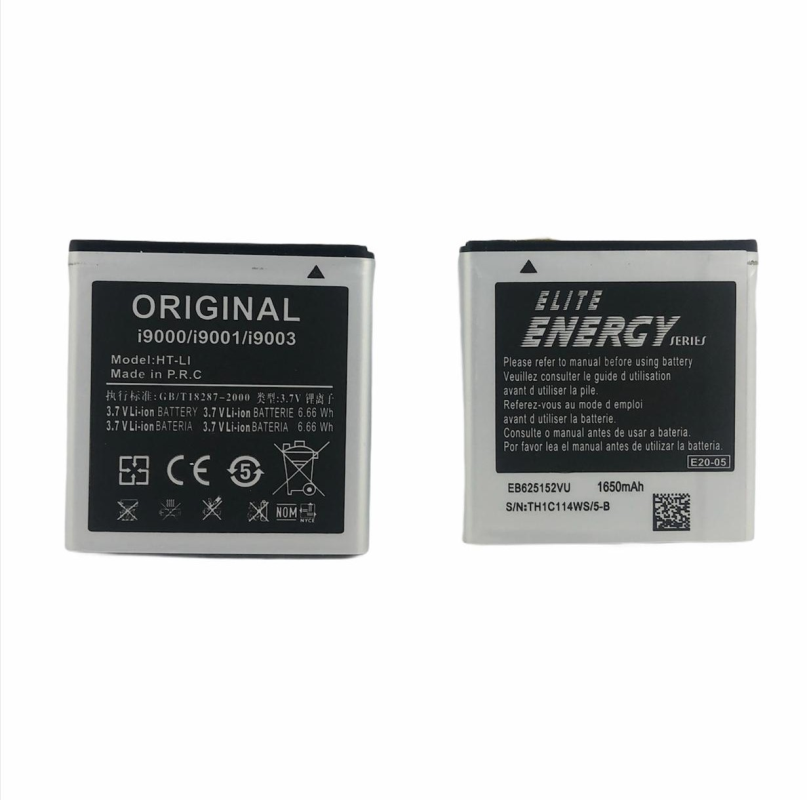 ORIGINAL
i9000/i9001/i9003
Model:HT-LI
Made in P.R.C
执行标准:GB/T18287-2000 类型:3.7V 锂离子
3.7 V Li-ion BATTERY 3.7 V Li-ion BATTERIE 6.66 Wh
3.7 V Li-ion BATERIA 3.7 V Li-ion BATARIA 6.66 Wh
CE
5
NOM
NYCE
ELITE
ENERGY
SERIES
Please refer to manual before using battery
Veuillez consulter le guide d utilisation
avant d utiliser la pile.
Referez-vous au mode d emploi
avant d utiliser la batterie.
Consulte o manual antes de usar a bateria.
Por favor lea el manual antes de utilizar la batería.
E20-05
EB625152VU 1650mAh
S/N:TH1C114WS/5-B